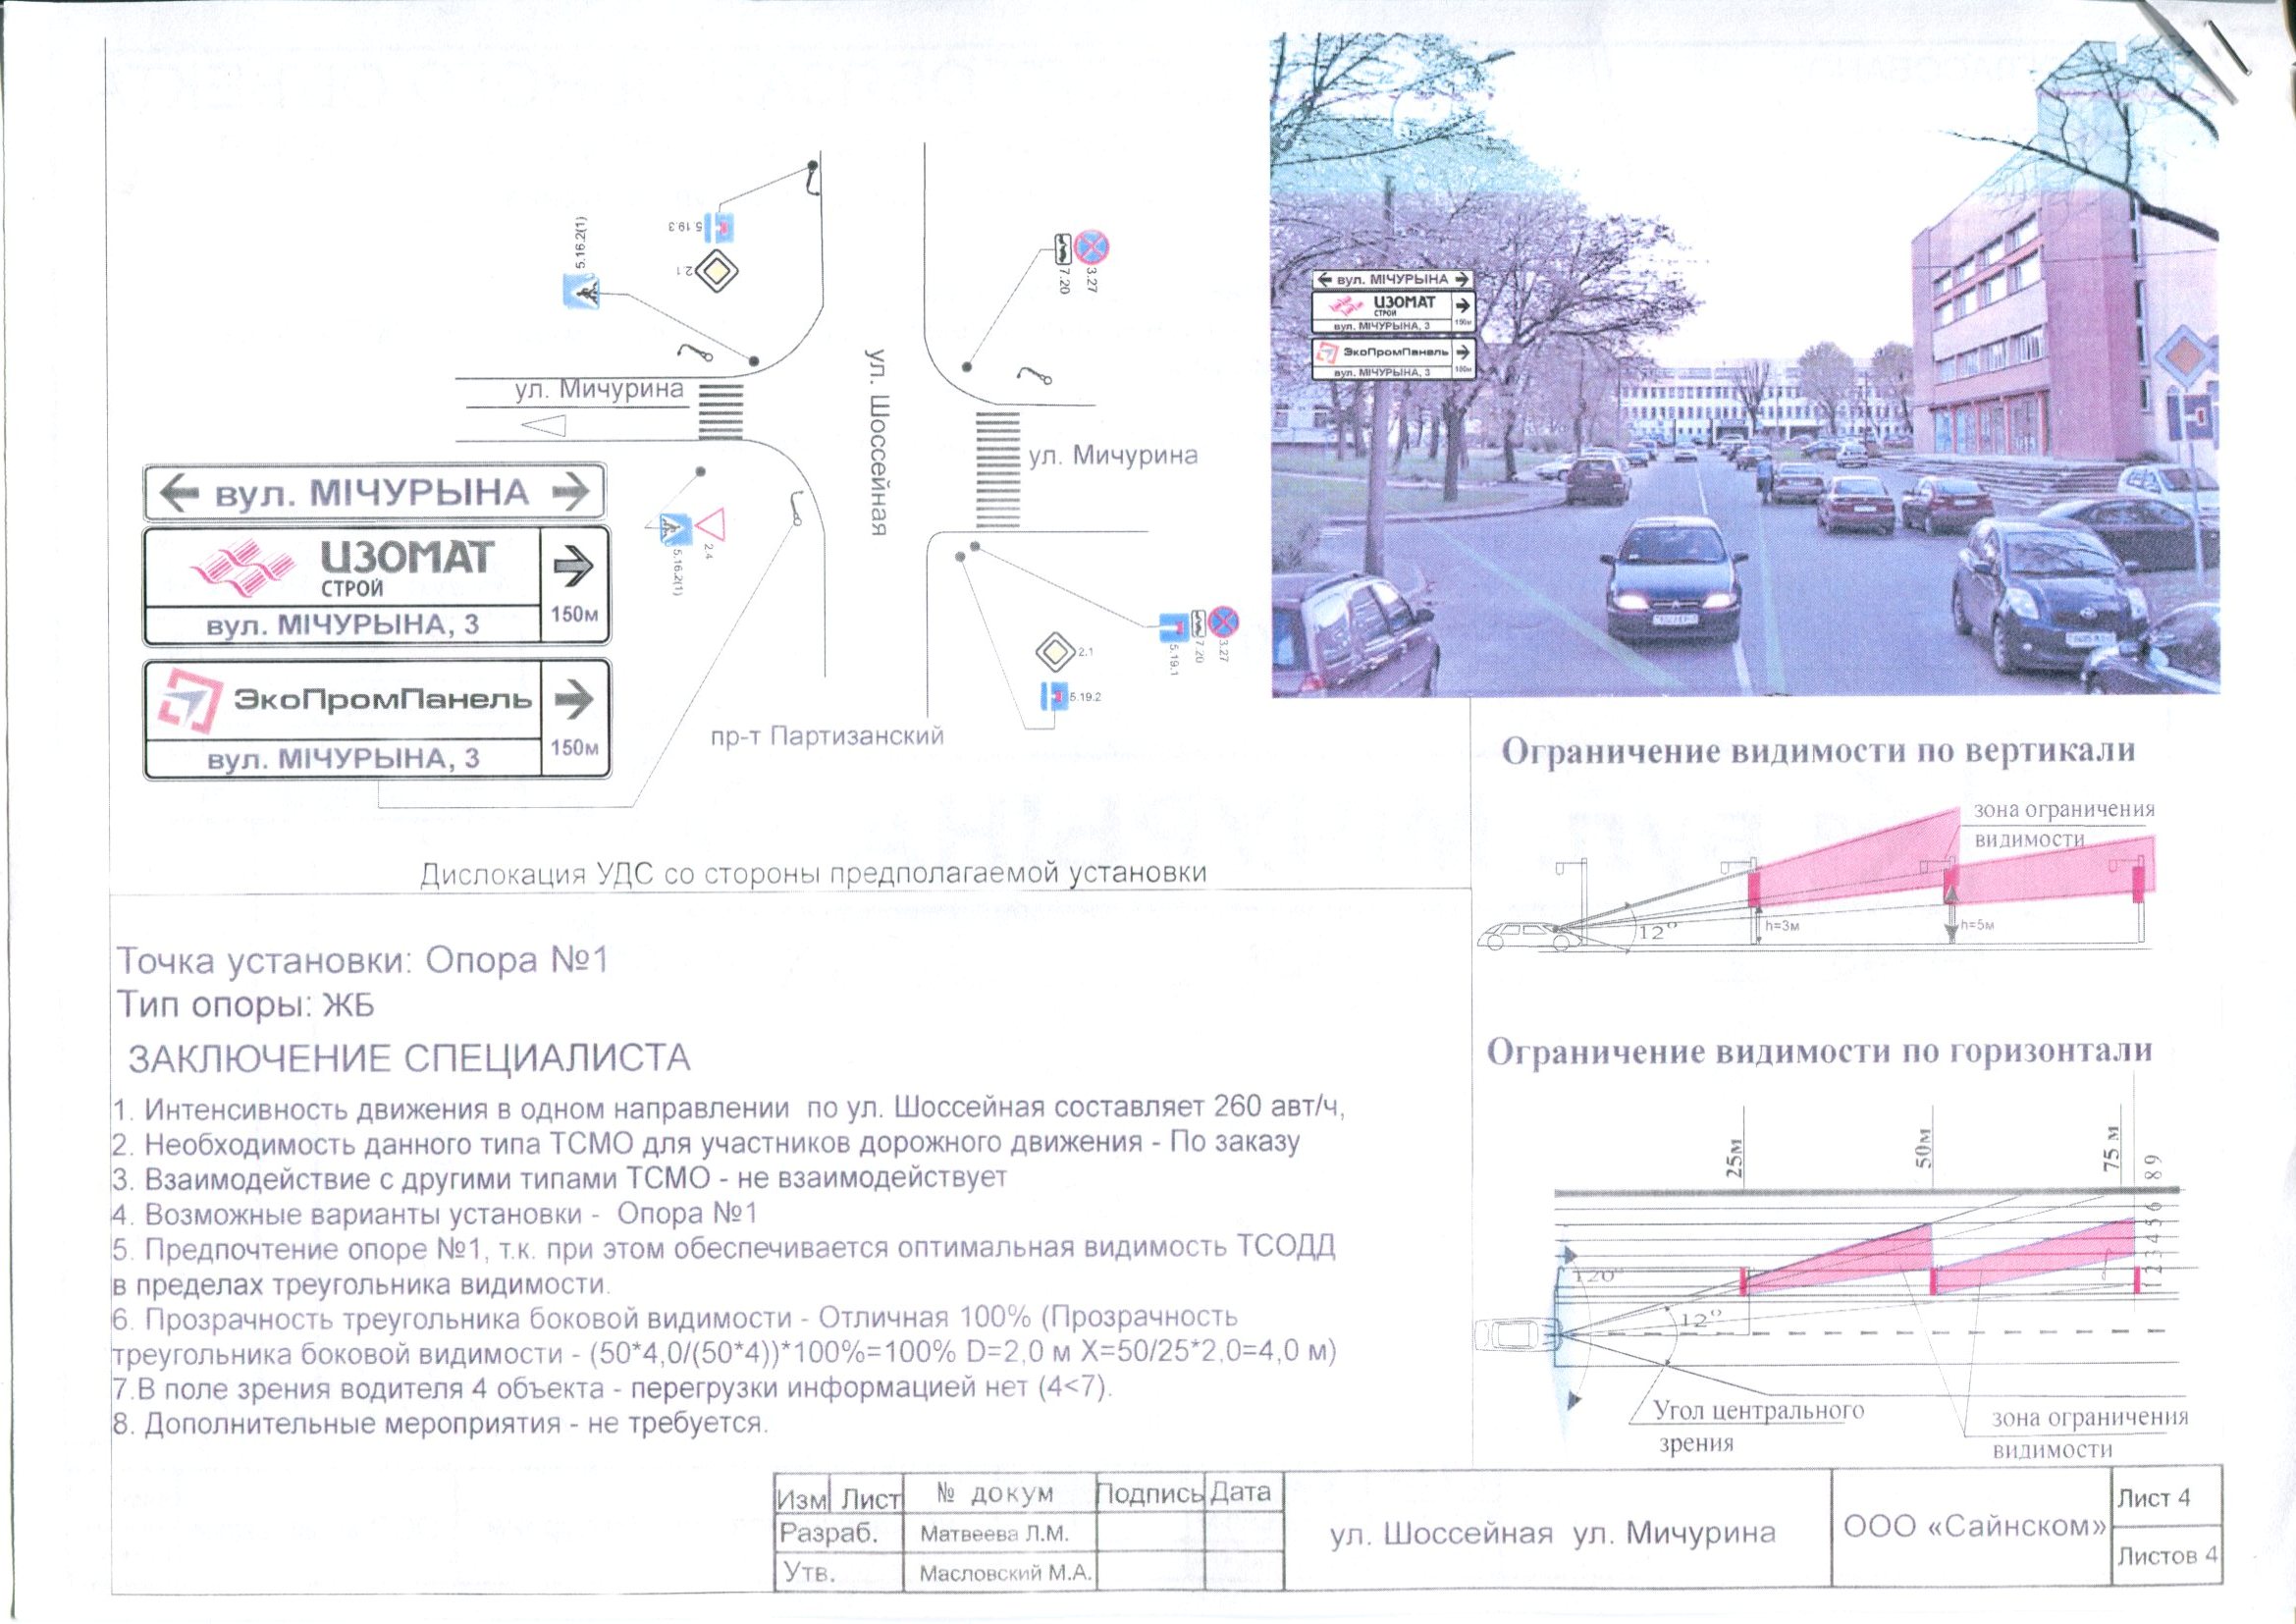 5.16.2(1)
5.19.3
2.1
7.20
3.27
ул. Мичурина
ул. Шоссейная
ул. Мичурина
← вул. МІЧУРЫНА →
ИЗОМАТ
СТРОЙ
вул. МІЧУРЫНА, 3
150м
ЭкоПромПанель
вул. МІЧУРЫНА, 3
150м
5.16.2(1)
2.4
5.19.1
7.20
3.27
2.1
5.19.2
пр-т Партизанский
Дислокация УДС со стороны предполагаемой установки
← вул. МІЧУРЫНА →
ИЗОМАТ
СТРОЙ
вул. МІЧУРЫНА, 3
150м
ЭкоПромПанель
вул. МІЧУРЫНА, 3
150м
Ограничение видимости по вертикали
зона ограничения
видимости
12°
h=3м
h=5м
Точка установки: Опора №1
Тип опоры: ЖБ
ЗАКЛЮЧЕНИЕ СПЕЦИАЛИСТА
1. Интенсивность движения в одном направлении по ул. Шоссейная составляет 260 авт/ч,
2. Необходимость данного типа ТСМО для участников дорожного движения - По заказу
3. Взаимодействие с другими типами ТСМО - не взаимодействует
4. Возможные варианты установки - Опора №1
5. Предпочтение опоре №1, т.к. при этом обеспечивается оптимальная видимость ТСОДД
в пределах треугольника видимости.
6. Прозрачность треугольника боковой видимости - Отличная 100% (Прозрачность
треугольника боковой видимости - (50*4,0/(50*4))*100%=100% D=2,0 м X=50/25*2,0=4,0 м)
7.В поле зрения водителя 4 объекта - перегрузки информацией нет (4<7).
8. Дополнительные мероприятия - не требуется.
Ограничение видимости по горизонтали
25м
50м
75 м
1 2 3 4 5 6 8 9
120°
12°
Угол центрального
зрения
зона ограничения
видимости
Изм Лист № докум Подпись Дата
Разраб. Матвеева Л.М.
Утв. Масловский М.А.
ул. Шоссейная ул. Мичурина
ООО «Сайнском»
Лист 4
Листов 4